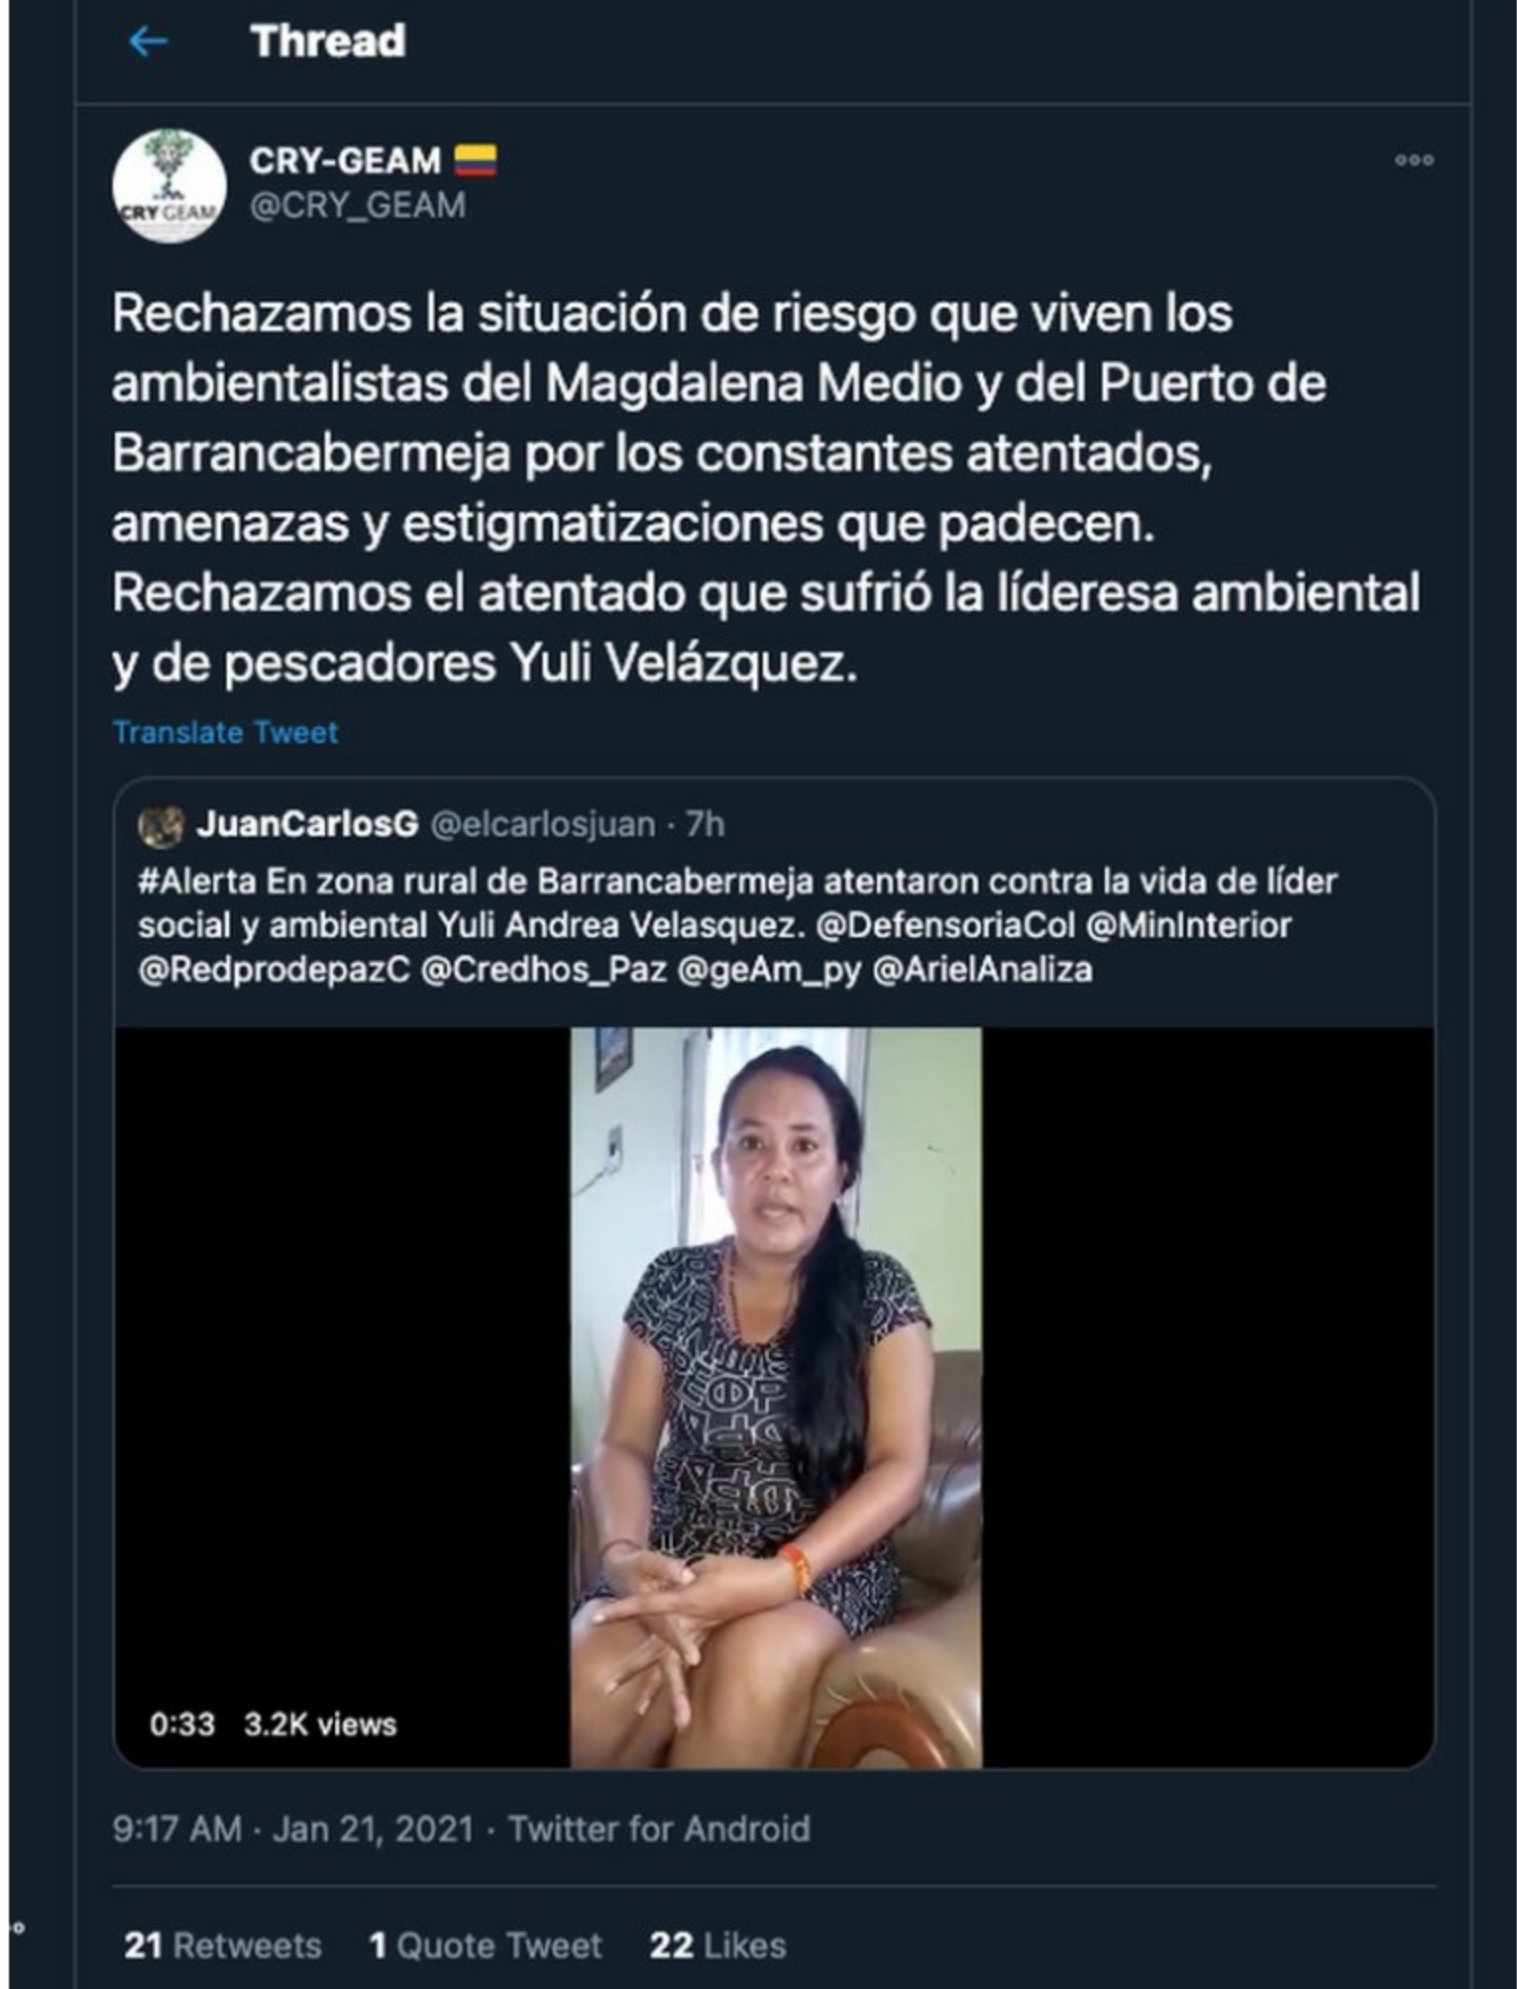 Thread
CRY-GEAM
@CRY_GEAM
CRY GEAM
Rechazamos la situación de riesgo que viven los
ambientalistas del Magdalena Medio y del Puerto de
Barrancabermeja por los constantes atentados,
amenazas y estigmatizaciones que padecen.
Rechazamos el atentado que sufrió la líderesa ambiental
y de pescadores Yuli Velázquez.
Translate Tweet
JuanCarlosG @elcarlosjuan · 7h
#Alerta En zona rural de Barrancabermeja atentaron contra la vida de líder
social y ambiental Yuli Andrea Velasquez. @DefensoriaCol @MinInterior
@RedprodepazC @Credhos_Paz @geAm_py @ArielAnaliza
0:33 3.2K views
9:17 AM · Jan 21, 2021 · Twitter for Android
21 Retweets 1 Quote Tweet 22 Likes